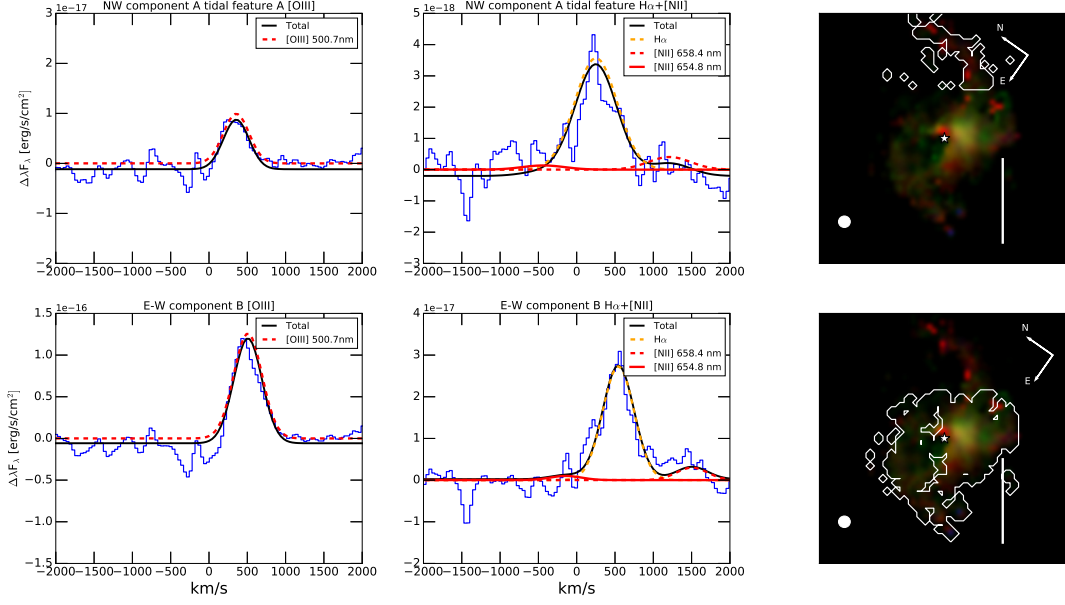 NW component A tidal feature A [OIII]
1e−17
Total
[OIII] 500.7nm
2
1
0
−1
−2
ΔλF_λ [erg/s/cm²]
−2000 −1500 −1000 −500 0 500 1000 1500 2000
NW component A tidal feature Hα+[NII]
1e−18
Total
Hα
[NII] 658.4 nm
[NII] 654.8 nm
5
4
3
2
1
0
−1
−2
−3
−2000 −1500 −1000 −500 0 500 1000 1500 2000
N
E
E-W component B [OIII]
1e−16
Total
[OIII] 500.7nm
1.5
1.0
0.5
0.0
−0.5
−1.0
−1.5
ΔλF_λ [erg/s/cm²]
−2000 −1500 −1000 −500 0 500 1000 1500 2000
km/s
E-W component B Hα+[NII]
1e−17
Total
Hα
[NII] 658.4 nm
[NII] 654.8 nm
4
3
2
1
0
−1
−2
−2000 −1500 −1000 −500 0 500 1000 1500 2000
km/s
N
E